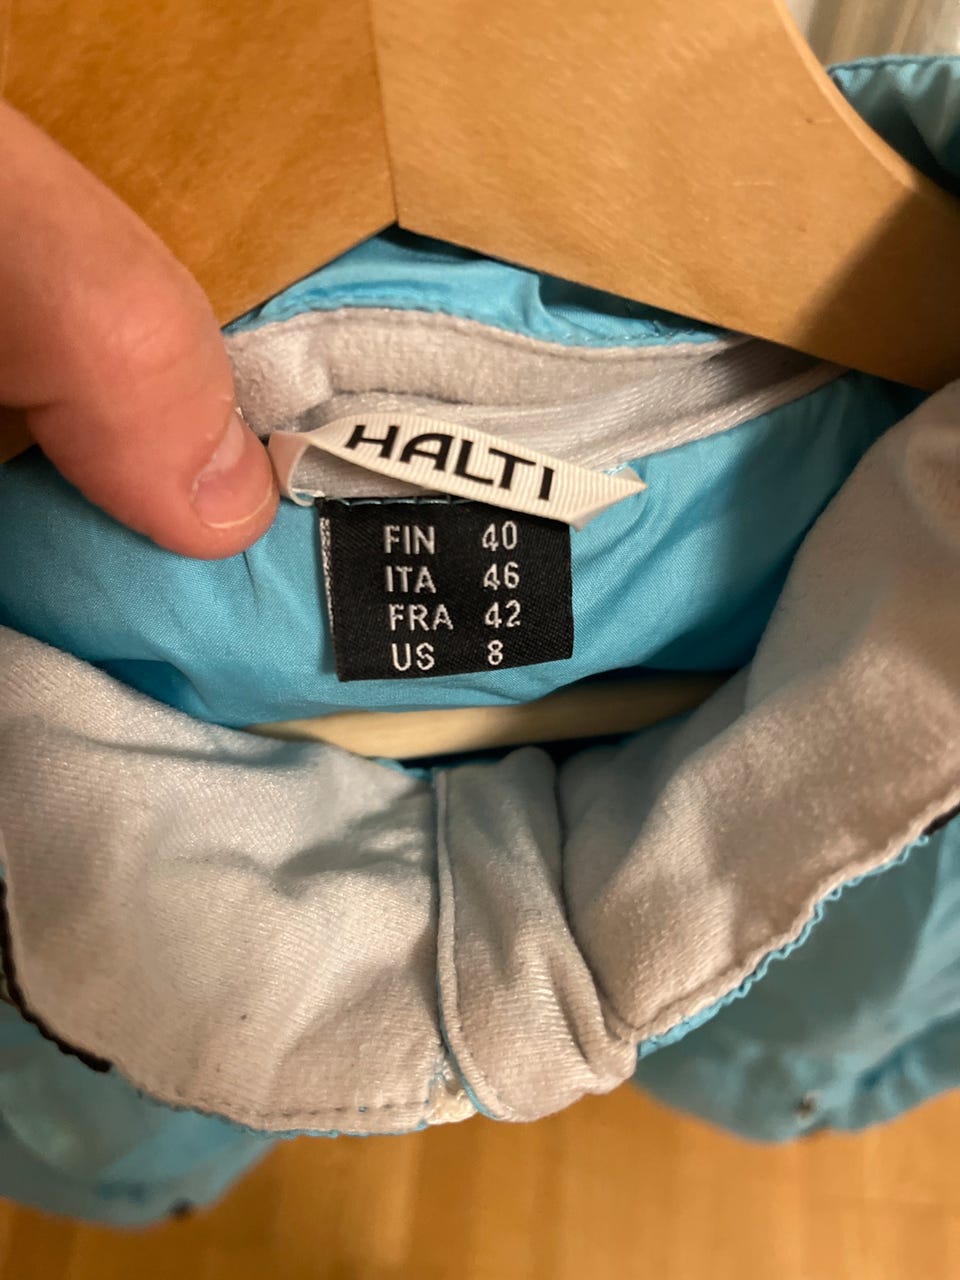 HALTI
FIN 40
ITA 46
FRA 42
US 8